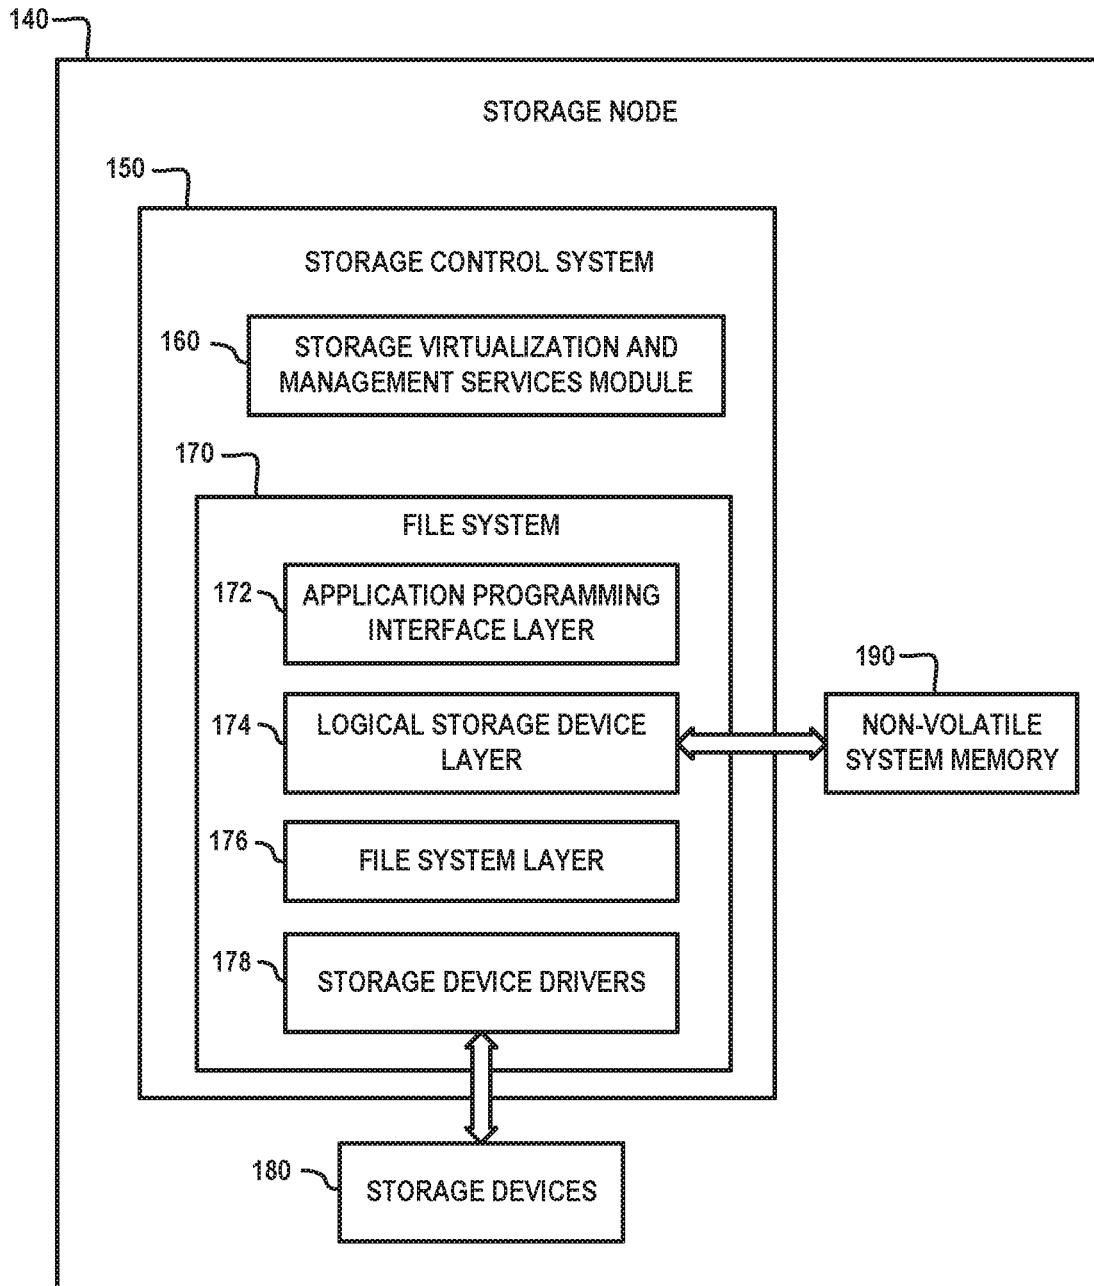 140
STORAGE NODE
150
STORAGE CONTROL SYSTEM
160
STORAGE VIRTUALIZATION AND
MANAGEMENT SERVICES MODULE
170
FILE SYSTEM
172
APPLICATION PROGRAMMING
INTERFACE LAYER
174
LOGICAL STORAGE DEVICE
LAYER
190
NON-VOLATILE
SYSTEM MEMORY
176
FILE SYSTEM LAYER
178
STORAGE DEVICE DRIVERS
180
STORAGE DEVICES